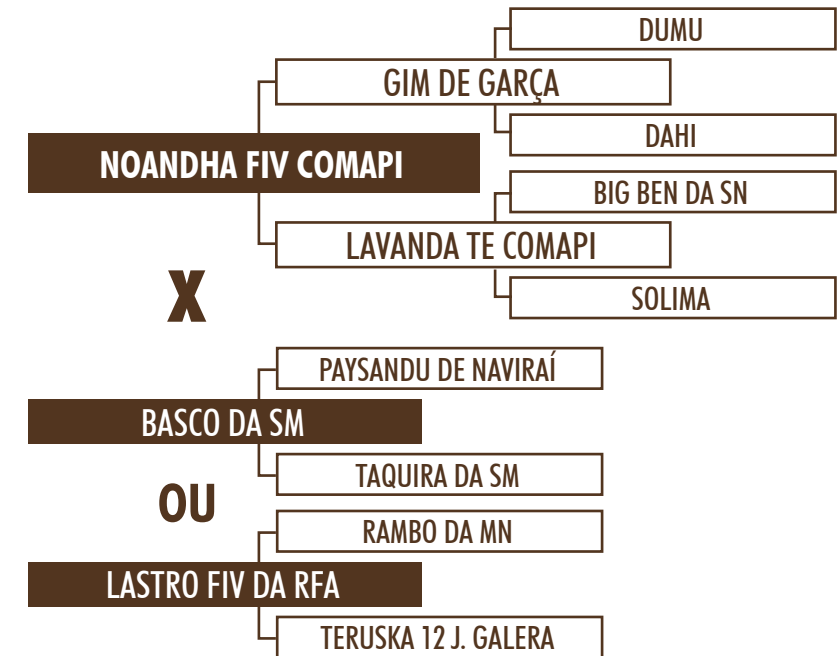 DUMU
GIM DE GARÇA
DAHI
NOANDHA FIV COMAPI
BIG BEN DA SN
LAVANDA TE COMAPI
SOLIMA
X
PAYSANDU DE NAVIRAÍ
BASCO DA SM
TAQUIRA DA SM
OU
RAMBO DA MN
LASTRO FIV DA RFA
TERUSKA 12 J. GALERA